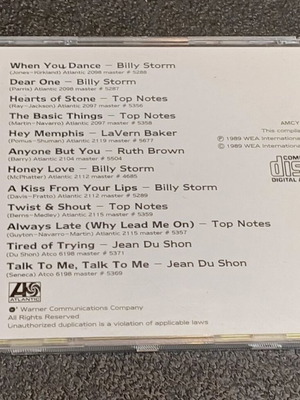 When You Dance – Billy Storm
(Jones-Kirkland) Atlantic 2098 master # 5288
Dear One – Billy Storm
(Parris) Atlantic 2098 master # 5287
Hearts of Stone – Top Notes
(Ray-Jackson) Atlantic 2097 master # 5358
The Basic Things – Top Notes
(Martin-Navarro) Atlantic 2097 master # 5356
Hey Memphis – LaVern Baker
(Pomus-Shuman) Atlantic 2119 master # 5677
Anyone But You – Ruth Brown
(Barry) Atlantic 2104 master # 5504
Honey Love – Billy Storm
(McPhatter) Atlantic 2112 master # 4685
A Kiss From Your Lips – Billy Storm
(Davis-Fratto) Atlantic 2112 master # 5289
Twist & Shout – Top Notes
(Berns-Medley) Atlantic 2115 master # 5359
Always Late (Why Lead Me On) – Top Notes
(Guyton-Navarro-Martin) Atlantic 2115 master # 5357
Tired of Trying – Jean Du Shon
(Du Shon) Atco 6198 master # 5371
Talk To Me, Talk To Me – Jean Du Shon
(Seneca) Atco 6198 master # 5369
AMCY
This compila
℗ 1989 WEA Internation
© 1989 WEA Internation
COMP
dis
DIGITAL A
ATLANTIC
Warner Communications Company
All Rights Reserved
Unauthorized duplication is a violation of applicable laws